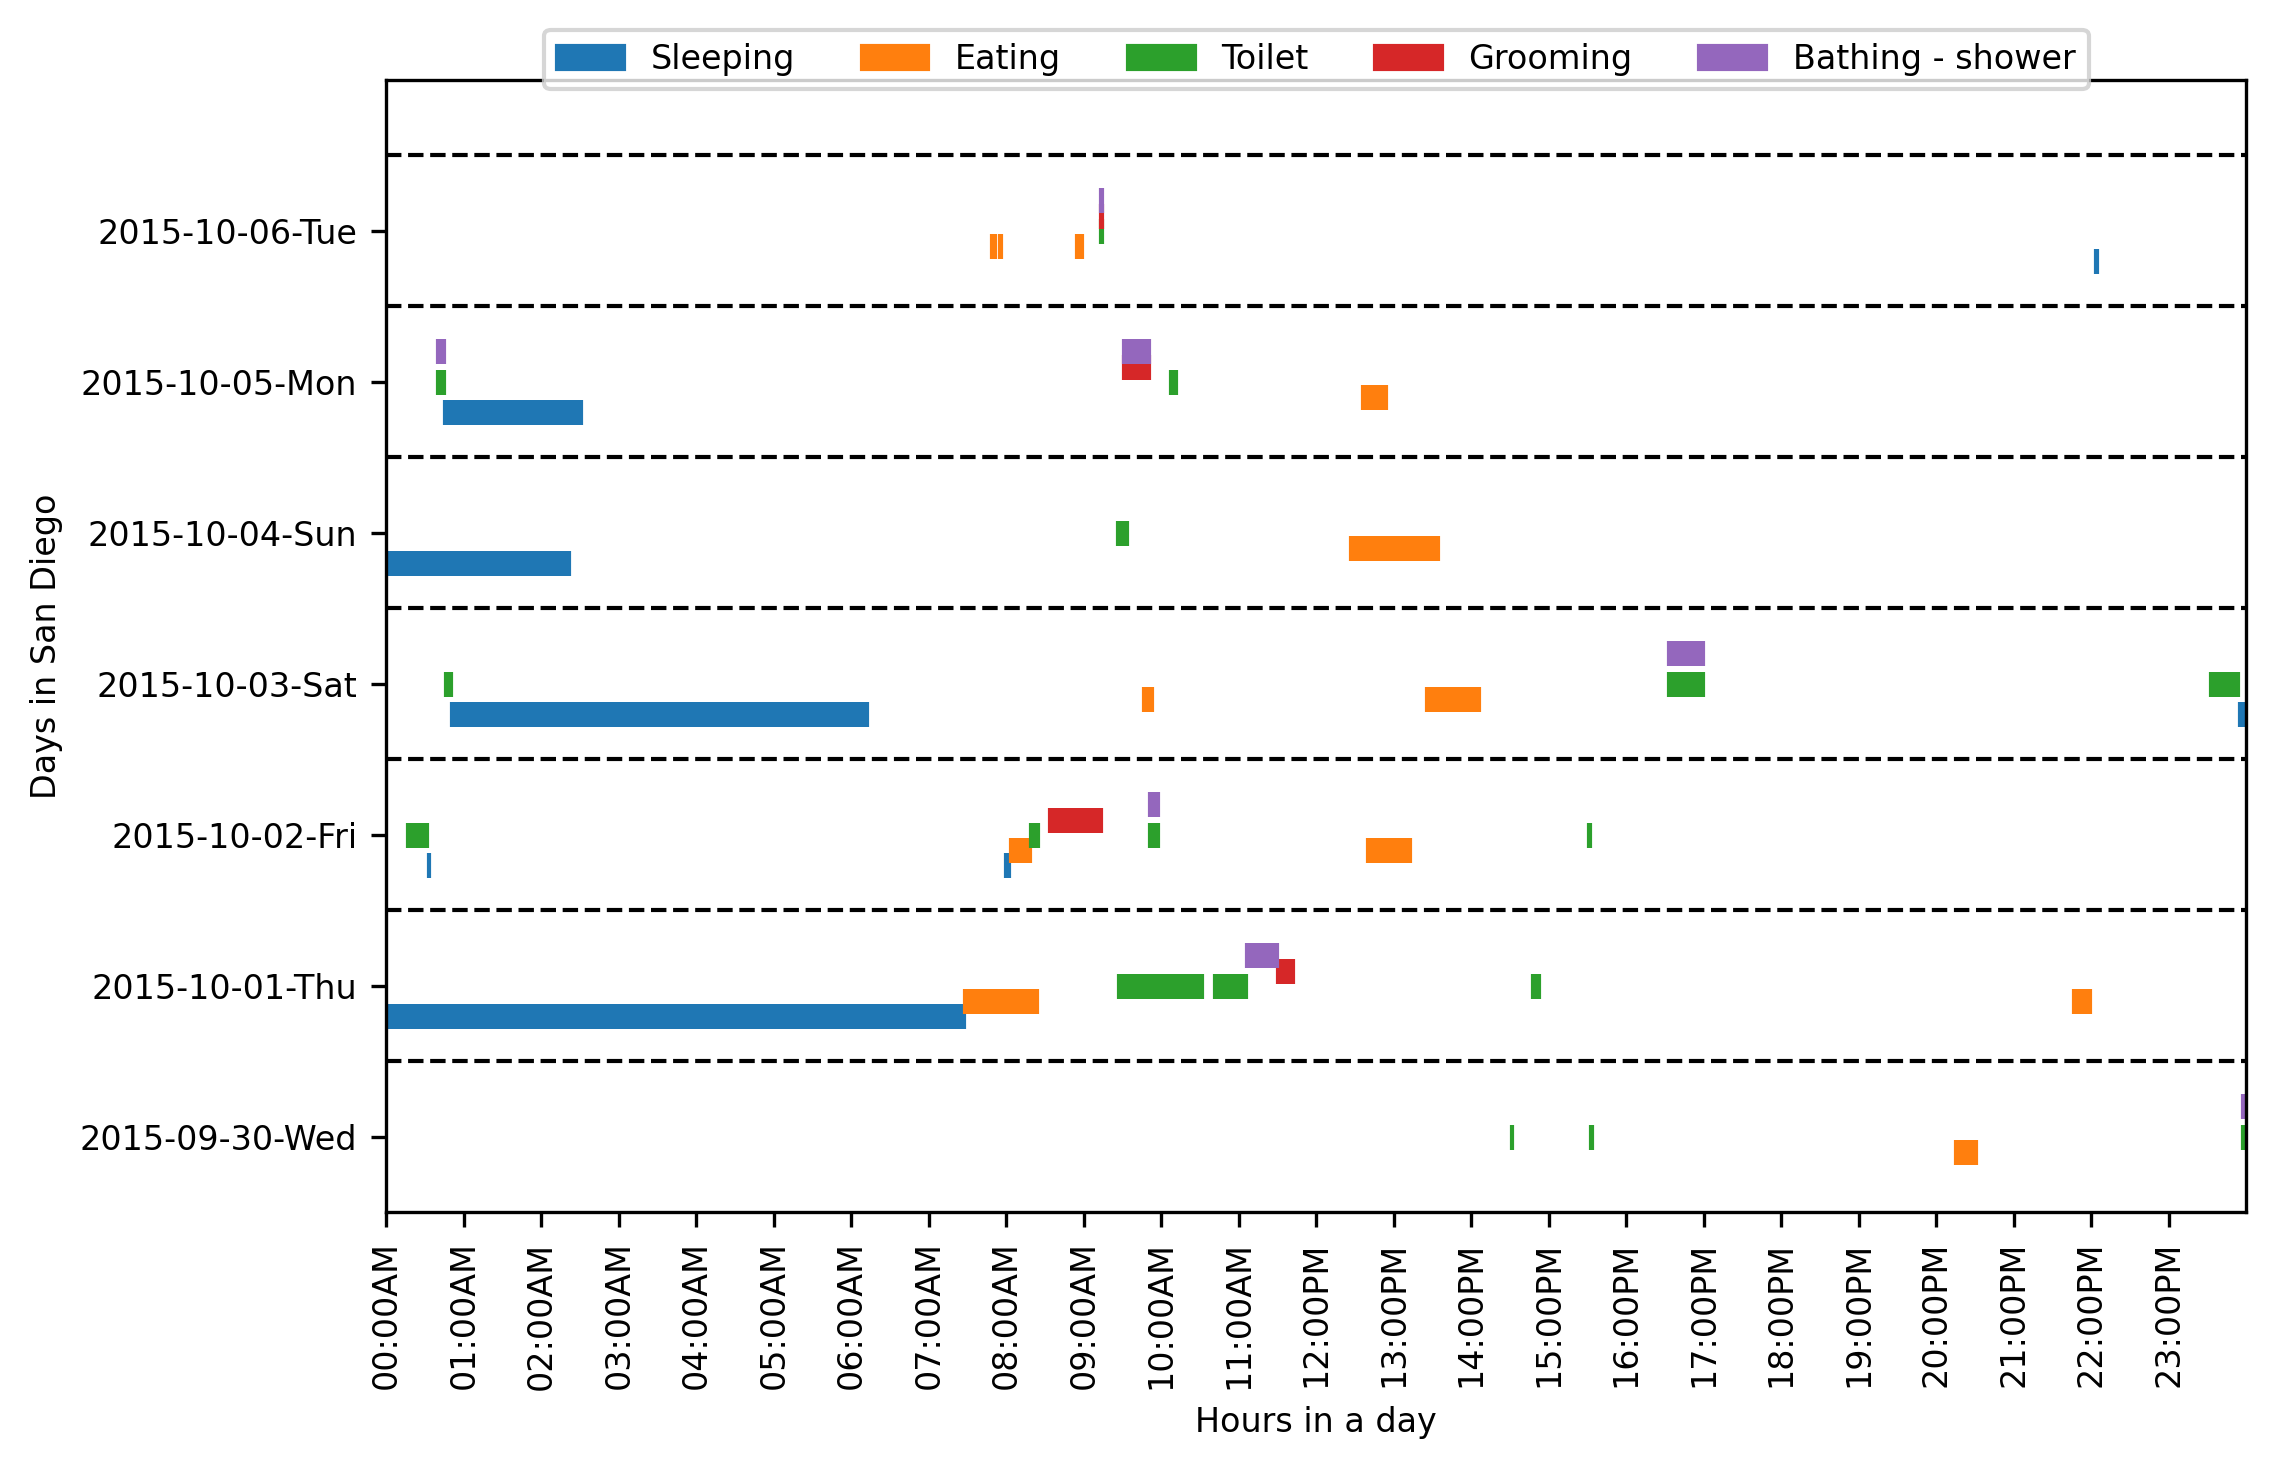 Sleeping Eating Toilet Grooming Bathing - shower
Days in San Diego
2015-10-06-Tue
2015-10-05-Mon
2015-10-04-Sun
2015-10-03-Sat
2015-10-02-Fri
2015-10-01-Thu
2015-09-30-Wed
00:00AM
01:00AM
02:00AM
03:00AM
04:00AM
05:00AM
06:00AM
07:00AM
08:00AM
09:00AM
10:00AM
11:00AM
12:00PM
13:00PM
14:00PM
15:00PM
16:00PM
17:00PM
18:00PM
19:00PM
20:00PM
21:00PM
22:00PM
23:00PM
Hours in a day